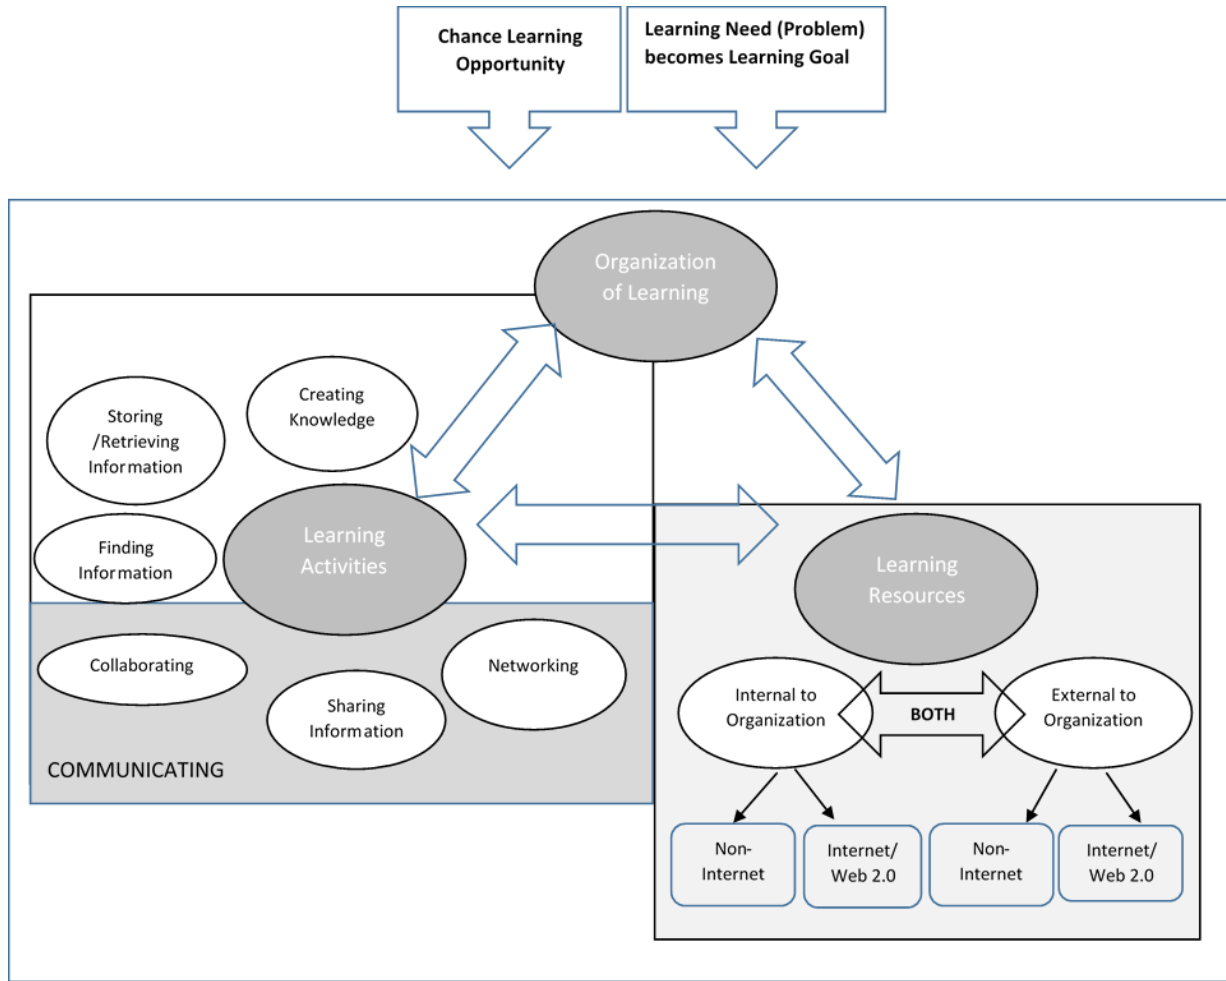 Chance Learning
Opportunity
Learning Need (Problem)
becomes Learning Goal
Organization
of Learning
Creating
Knowledge
Storing
/Retrieving
Information
Learning
Activities
Finding
Information
Collaborating
Sharing
Information
Networking
COMMUNICATING
Learning
Resources
Internal to
Organization
BOTH
External to
Organization
Non-
Internet
Internet/
Web 2.0
Non-
Internet
Internet/
Web 2.0